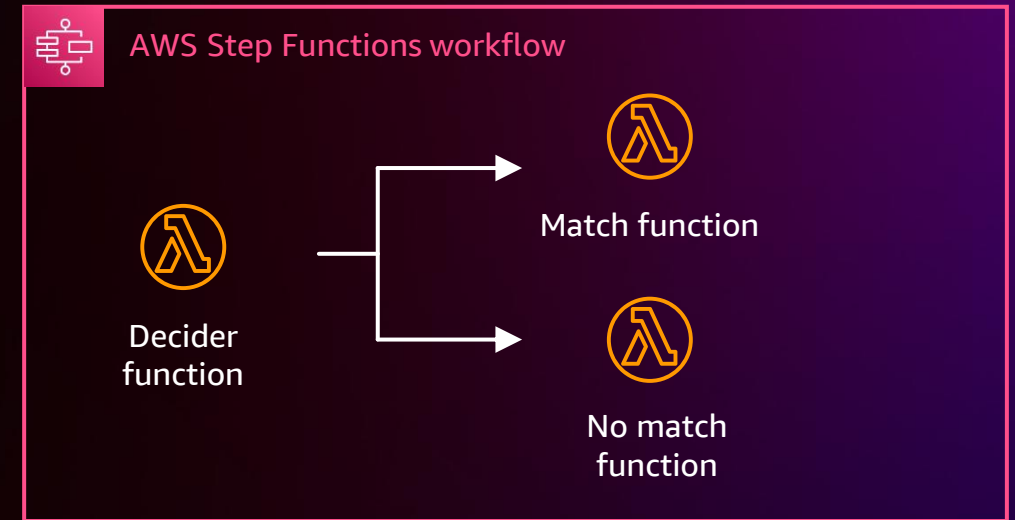 AWS Step Functions workflow
Match function
Decider
function
No match
function